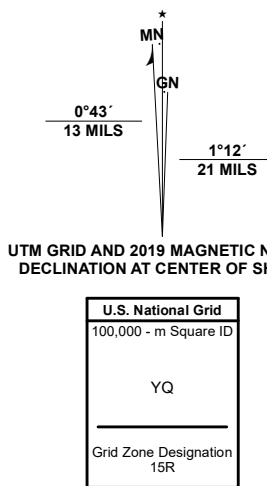 ★
MN
GN
0°43´
13 MILS
1°12´
21 MILS
UTM GRID AND 2019 MAGNETIC
DECLINATION AT CENTER OF
U.S. National Grid
100,000 - m Square ID
YQ
Grid Zone Designation
15R